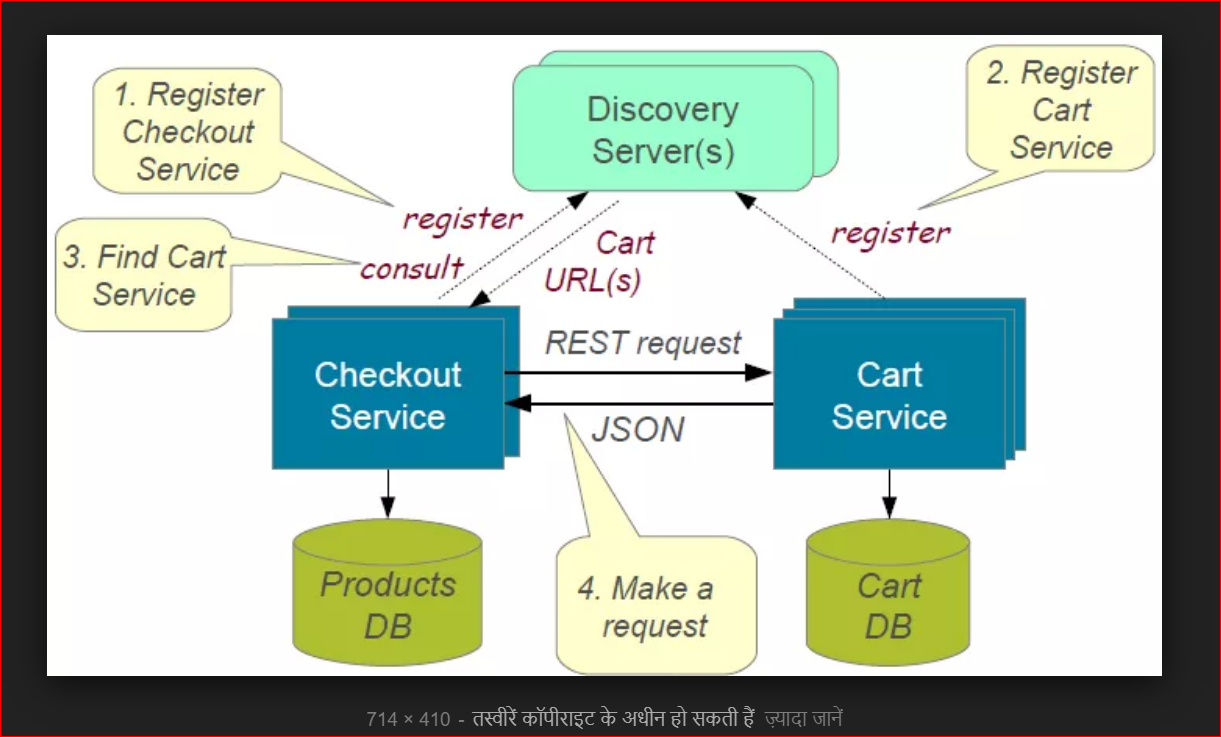 1. Register
Checkout
Service
Discovery
Server(s)
2. Register
Cart
Service
register
3. Find Cart
Service
consult
Cart
URL(s)
register
REST request
Checkout
Service
Cart
Service
JSON
Products
DB
4. Make a
request
Cart
DB
714 × 410 - तस्वीरें कॉपीराइट के अधीन हो सकती हैं ज़्यादा जानें